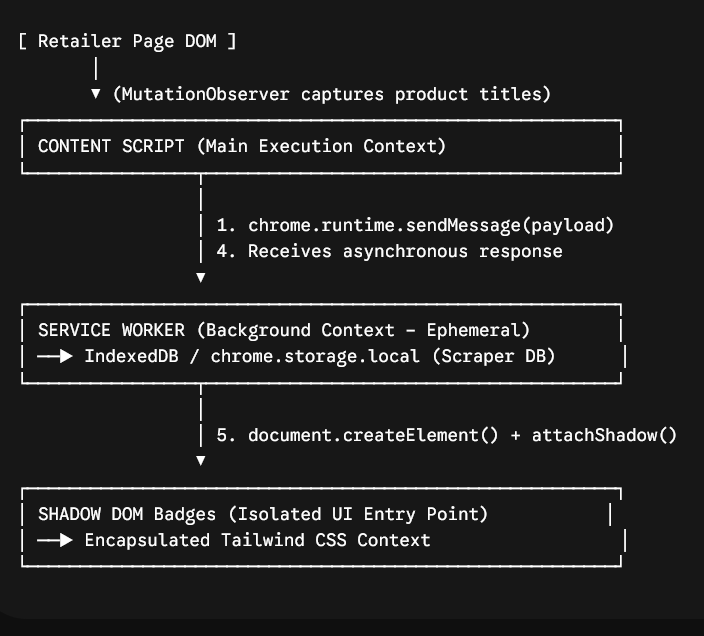 [ Retailer Page DOM ]
(MutationObserver captures product titles)
CONTENT SCRIPT (Main Execution Context)
1. chrome.runtime.sendMessage(payload)
4. Receives asynchronous response
SERVICE WORKER (Background Context – Ephemeral)
IndexedDB / chrome.storage.local (Scraper DB)
5. document.createElement() + attachShadow()
SHADOW DOM Badges (Isolated UI Entry Point)
Encapsulated Tailwind CSS Context